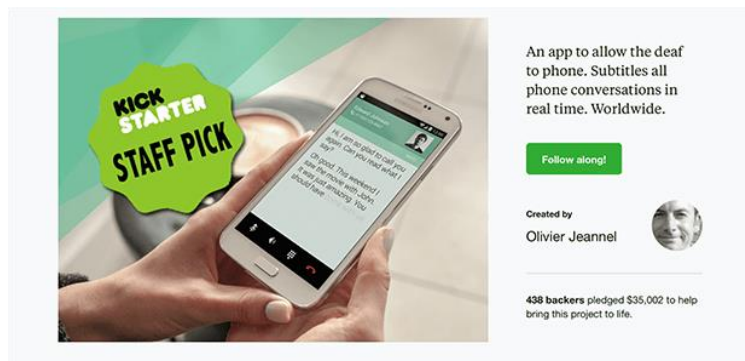 KICK
STARTER
STAFF PICK
Hi, I am so glad to call you
again. Can you read what I
say?
Oh good. This weekend I
saw the movie with John.
It was just amazing. You
should have
An app to allow the deaf
to phone. Subtitles all
phone conversations in
real time. Worldwide.
Follow along!
Created by
Olivier Jeannel
438 backers pledged $35,002 to help
bring this project to life.